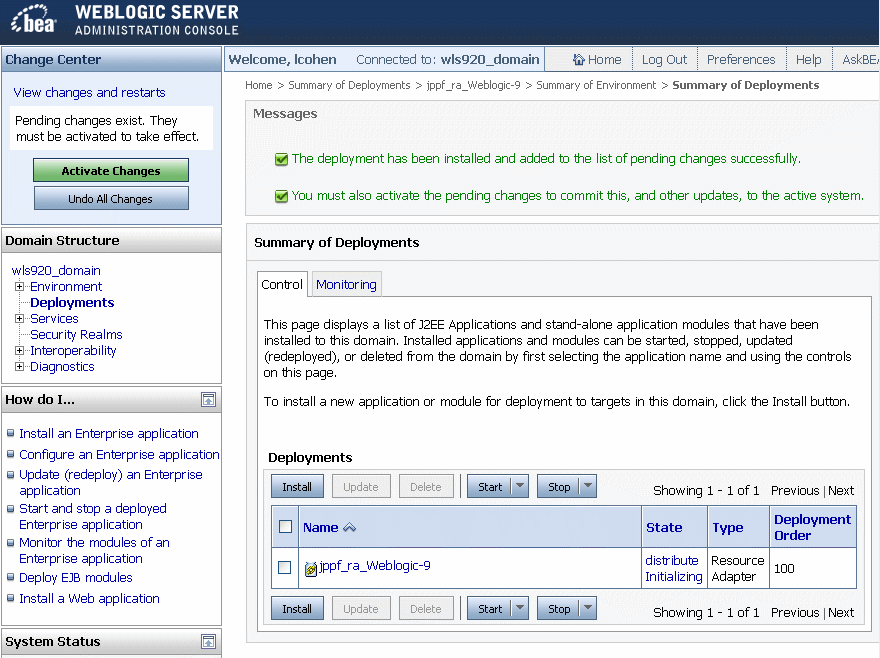 bea
WEBLOGIC SERVER
ADMINISTRATION CONSOLE
Change Center
View changes and restarts
Pending changes exist. They
must be activated to take effect.
Activate Changes
Undo All Changes
Domain Structure
wls920_domain
Environment
Deployments
Services
Security Realms
Interoperability
Diagnostics
How do I...
Install an Enterprise application
Configure an Enterprise application
Update (redeploy) an Enterprise
application
Start and stop a deployed
Enterprise application
Monitor the modules of an
Enterprise application
Deploy EJB modules
Install a Web application
System Status
Welcome, lcohen Connected to: wls920_domain Home Log Out Preferences Help AskBEA
Home > Summary of Deployments > jppf_ra_Weblogic-9 > Summary of Environment > Summary of Deployments
Messages
The deployment has been installed and added to the list of pending changes successfully.
You must also activate the pending changes to commit this, and other updates, to the active system.
Summary of Deployments
Control Monitoring
This page displays a list of J2EE Applications and stand-alone application modules that have been
installed to this domain. Installed applications and modules can be started, stopped, updated
(redeployed), or deleted from the domain by first selecting the application name and using the controls
on this page.
To install a new application or module for deployment to targets in this domain, click the Install button.
Deployments
Install Update Delete Start Stop Showing 1 - 1 of 1 Previous | Next
Name State Type Deployment
Order
jppf_ra_Weblogic-9 distribute
Initializing Resource
Adapter 100
Install Update Delete Start Stop Showing 1 - 1 of 1 Previous | Next